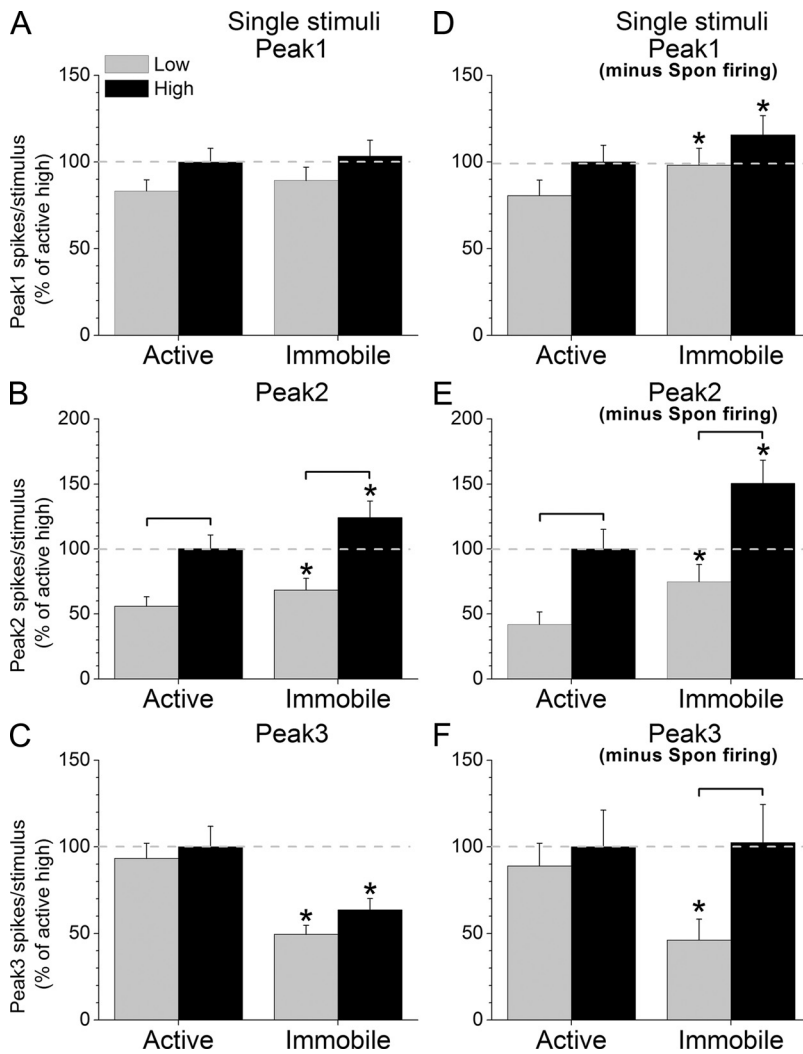 A
Single stimuli
Peak1
Low
High
150
100
50
0
Peak1 spikes/stimulus
(% of active high)
Active
Immobile
D
Single stimuli
Peak1
(minus Spon firing)
150
100
50
0
*
*
Active
Immobile
B
Peak2
200
150
100
50
0
Peak2 spikes/stimulus
(% of active high)
*
*
Active
Immobile
E
Peak2
(minus Spon firing)
200
150
100
50
0
*
*
Active
Immobile
C
Peak3
150
100
50
0
Peak3 spikes/stimulus
(% of active high)
*
*
Active
Immobile
F
Peak3
(minus Spon firing)
150
100
50
0
*
Active
Immobile